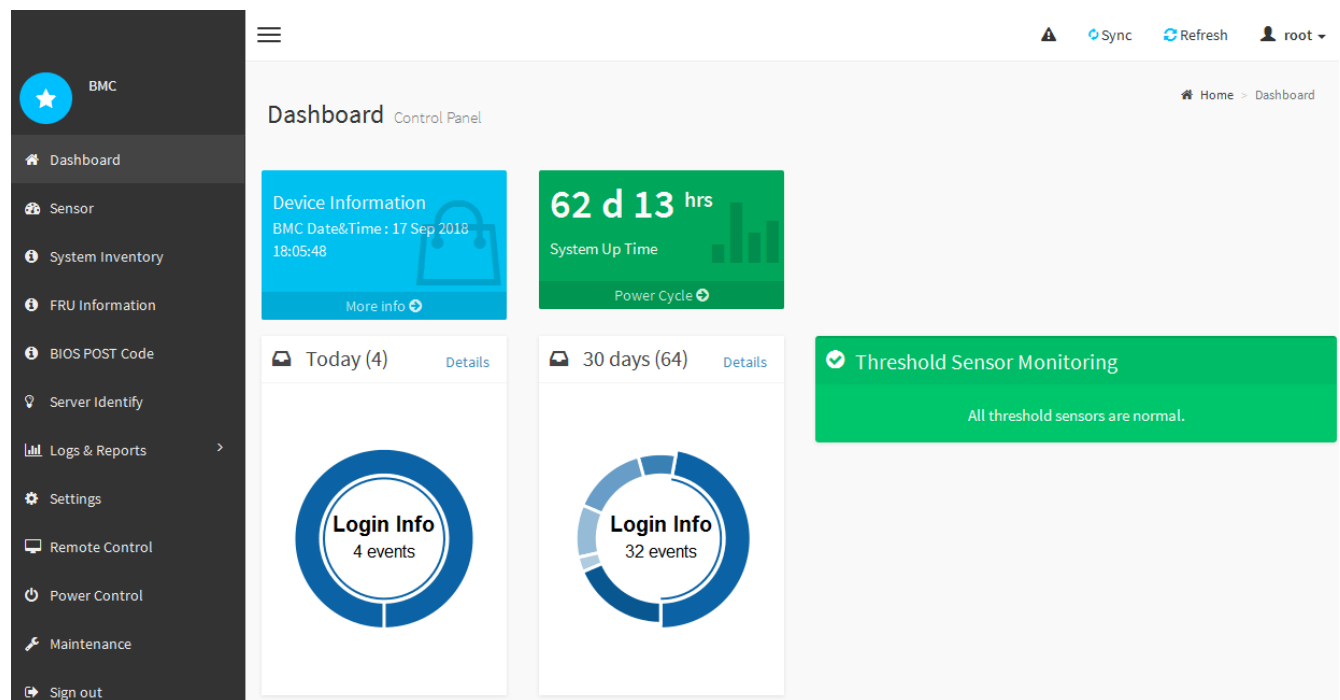 BMC
Dashboard
Sensor
System Inventory
FRU Information
BIOS POST Code
Server Identify
Logs & Reports
Settings
Remote Control
Power Control
Maintenance
Sign out
Sync
Refresh
root
Dashboard Control Panel
Home > Dashboard
Device Information
BMC Date&Time : 17 Sep 2018
18:05:48
More info
62 d 13 hrs
System Up Time
Power Cycle
Today (4)
Details
Login Info
4 events
30 days (64)
Details
Login Info
32 events
Threshold Sensor Monitoring
All threshold sensors are normal.